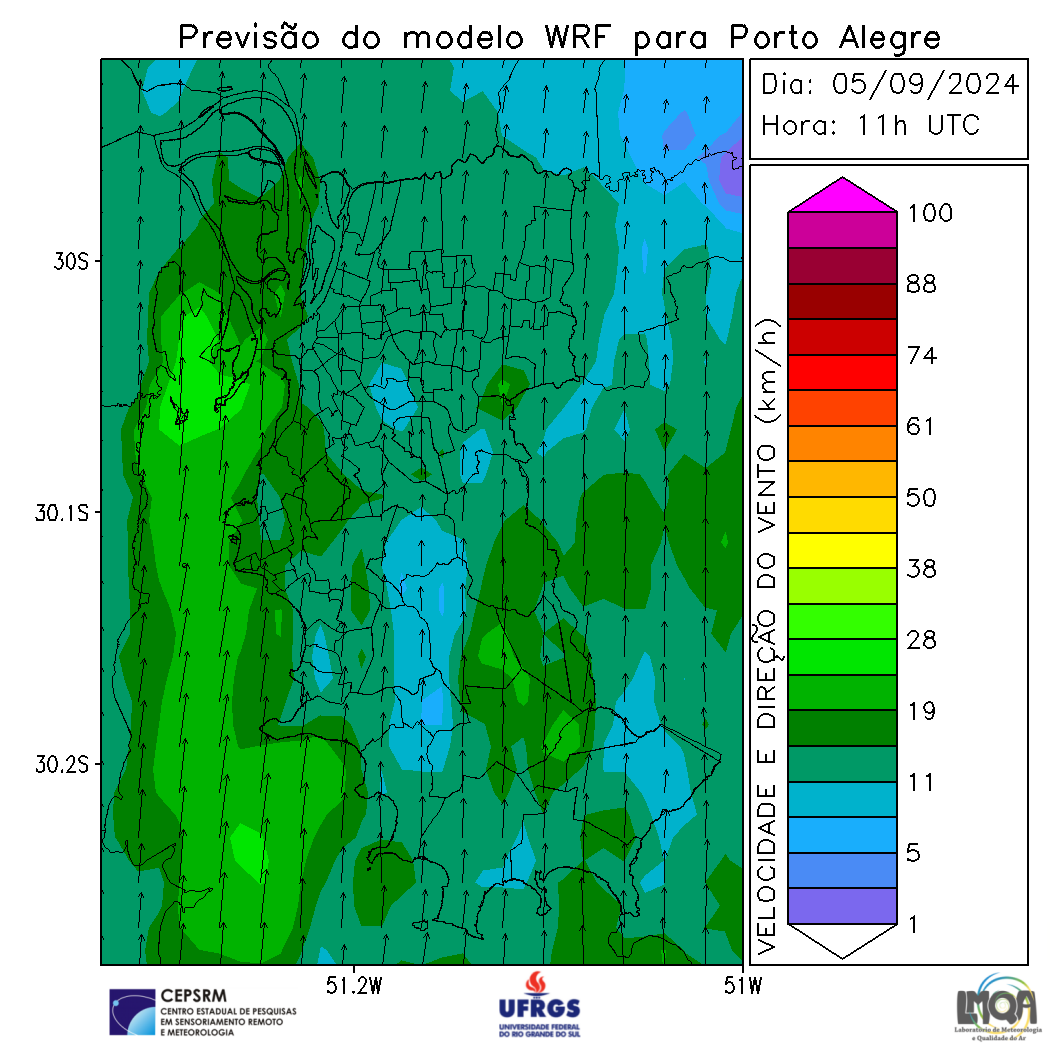 Previsão do modelo WRF para Porto Alegre
Dia: 05/09/2024
Hora: 11h UTC
30S
30.1S
30.2S
51.2W
51W
VELOCIDADE E DIREÇÃO DO VENTO (km/h)
100
88
74
61
50
38
28
19
11
5
1
CEPSRM
CENTRO ESTADUAL DE PESQUISAS
EM SENSORIAMENTO REMOTO
E METEOROLOGIA
UFRGS
UNIVERSIDADE FEDERAL
DO RIO GRANDE DO SUL
LMQA
Laboratório de Meteorologia
e Qualidade do Ar